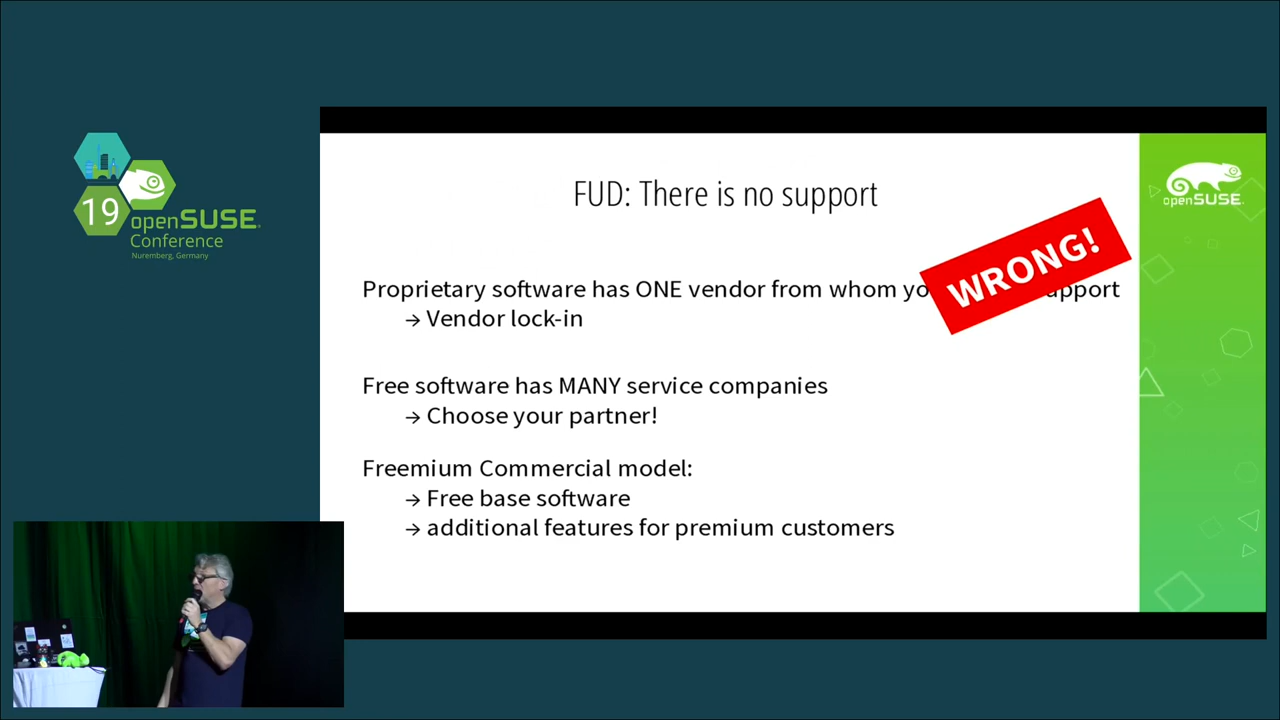 19
openSUSE
Conference
Nuremberg, Germany
FUD: There is no support
openSUSE
WRONG!
Proprietary software has ONE vendor from whom
→ Vendor lock-in
Free software has MANY service companies
→ Choose your partner!
Freemium Commercial model:
→ Free base software
→ additional features for premium customers